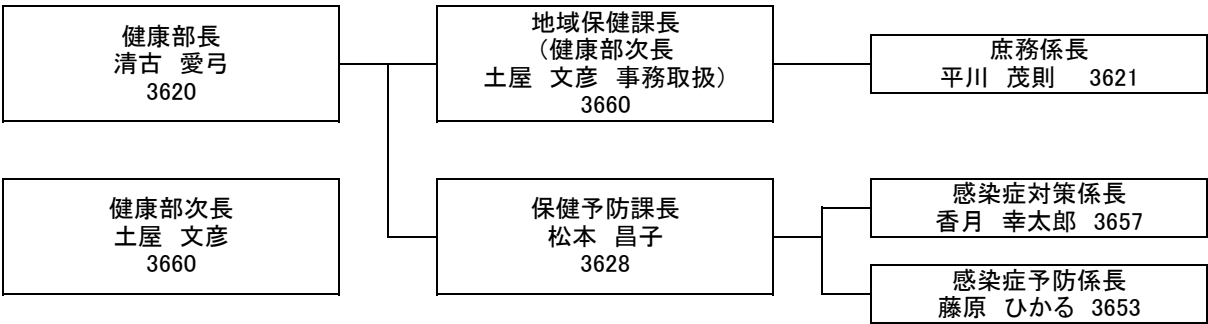 健康部長
清古　愛弓
3620
地域保健課長
（健康部次長
土屋　文彦　事務取扱）
3660
庶務係長
平川　茂則　　3621
健康部次長
土屋　文彦
3660
保健予防課長
松本　昌子
3628
感染症対策係長
香月　幸太郎　3657
感染症予防係長
藤原　ひかる　3653